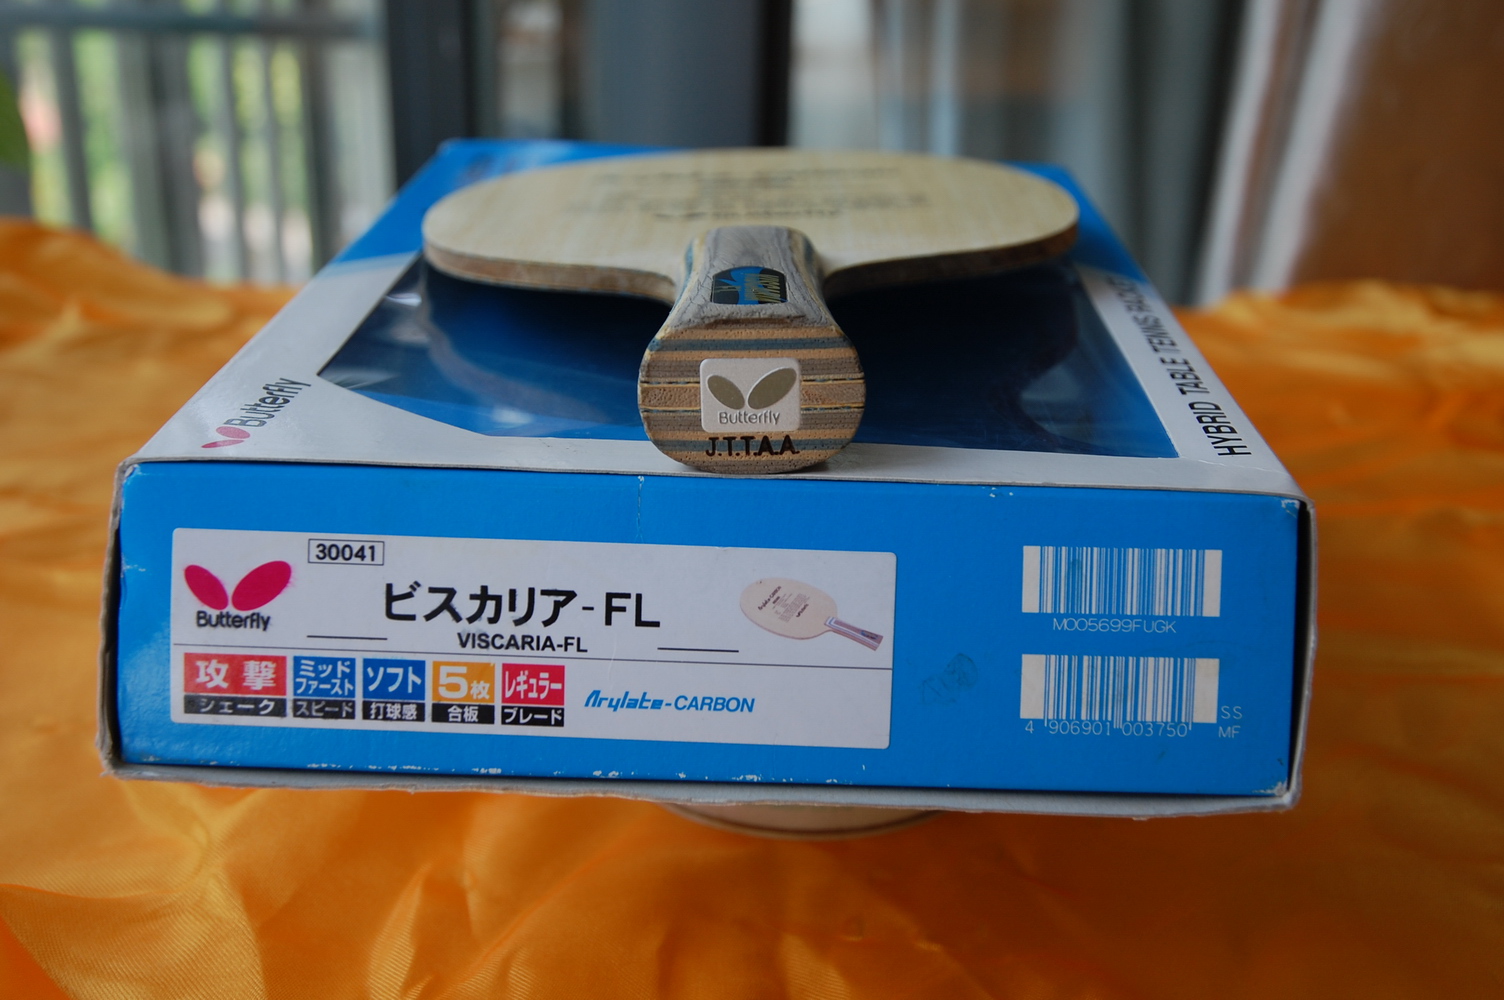 Butterfly
HYBRID TABLE TENNIS RACKET
VISCARIA
Butterfly
J.T.T.A.A.
30041
Butterfly
ビスカリア-FL
VISCARIA-FL
攻撃
シェーク
ミッド
ファースト
スピード
ソフト
打球感
5枚
合板
レギュラー
ブレード
Arylate-CARBON
M005699FUGK
4 906901 003750
SS
MF